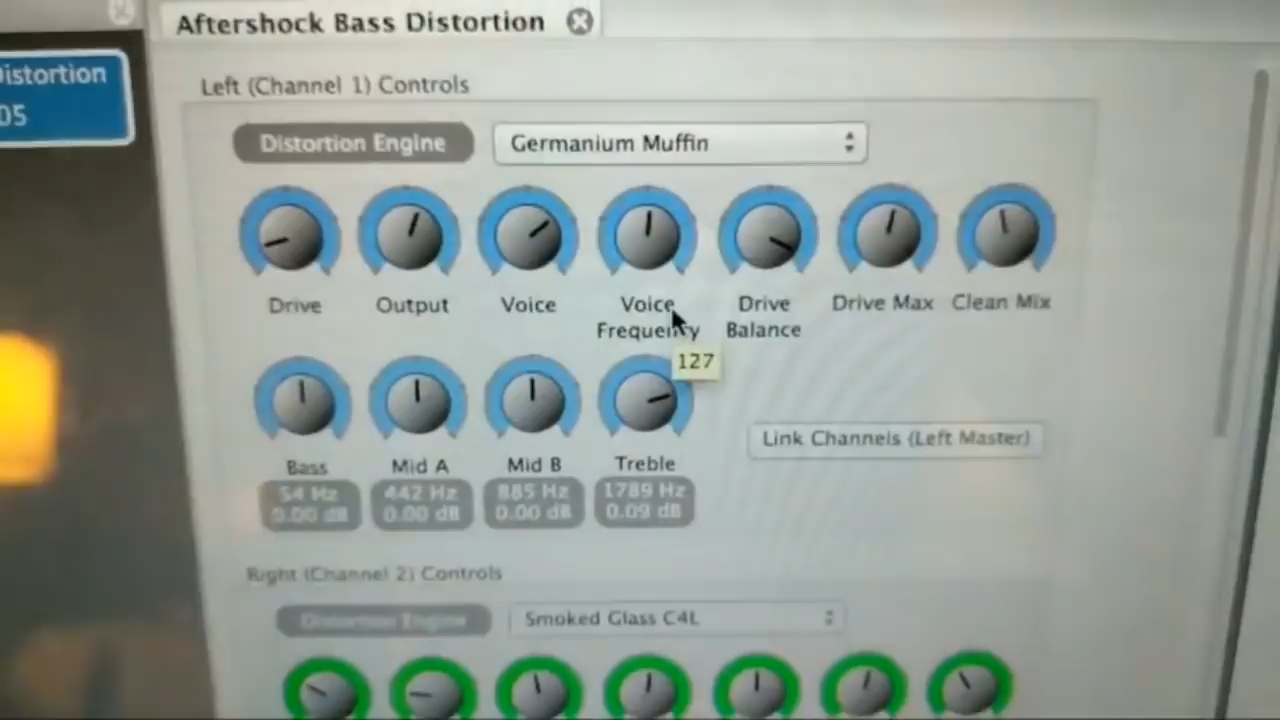 Aftershock Bass Distortion
Distortion
05
Left (Channel 1) Controls
Distortion Engine
Germanium Muffin
Drive
Output
Voice
Voice Frequency
Drive Balance
Drive Max
Clean Mix
127
Bass
Mid A
Mid B
Treble
54 Hz
0.00 dB
442 Hz
0.00 dB
885 Hz
0.00 dB
1789 Hz
0.09 dB
Link Channels (Left Master)
Right (Channel 2) Controls
Distortion Engine
Smoked Glass C4L